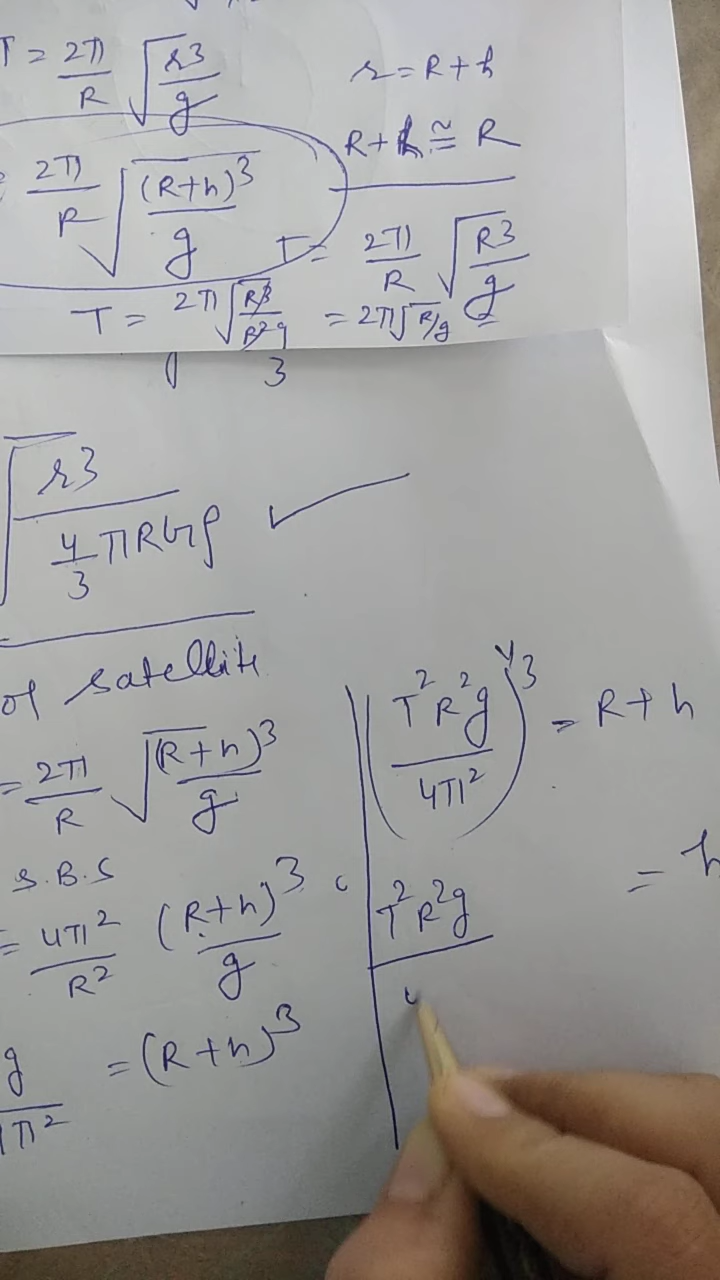 T = 2π/R √(r3/g)
r = R + h
R + h ≅ R
2π/R √((R+h)3/g)
T = 2π/R √(R3/g)
T = 2π √(R3/R2g) = 2π√R/g
3
√(r3/(4/3 πRGρ)) ✓
of satellite
= 2π/R √((R+h)3/g)
S.B.S
= 4π2/R2 (R+h)3/g
g/4π2 = (R+h)3
(T2R2g/4π2)1/3 = R + h
T2R2g = h